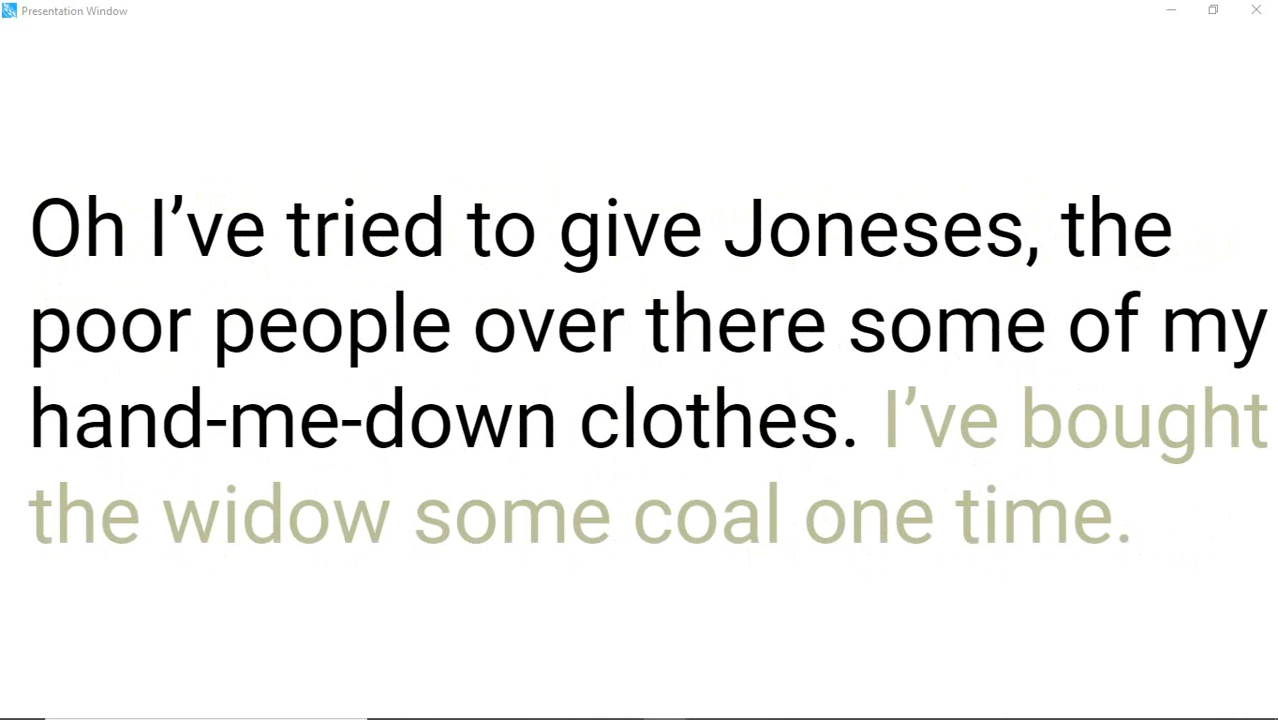 Presentation Window
Oh I’ve tried to give Joneses, the
poor people over there some of my
hand-me-down clothes. I’ve bought
the widow some coal one time.